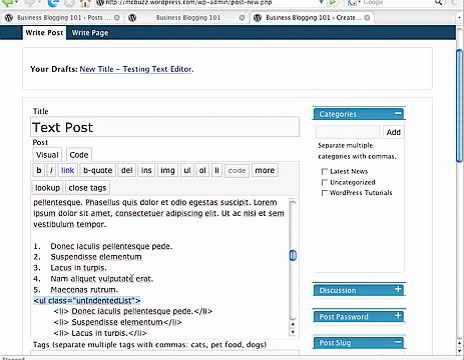 http://mcbuzz.wordpress.com/wp-admin/post-new.php
Business Blogging 101 › Posts ...
Business Blogging 101
Business Blogging 101 › Create...
Write Post Write Page
Your Drafts: New Title – Testing Text Editor.
Title
Text Post
Post
Visual Code
b i link b-quote del ins img ul ol li code more
lookup close tags
pellentesque. Phasellus quis dolor et odio egestas suscipit. Lorem
ipsum dolor sit amet, consectetuer adipiscing elit. Ut ac nisi et sem
vestibulum tempor.
1. Donec iaculis pellentesque pede.
2. Suspendisse elementum
3. Lacus in turpis.
4. Nam aliquet vulputate erat.
5. Maecenas rutrum.
<ul class="unIndentedList">
<li> Donec iaculis pellentesque pede.</li>
<li> Suspendisse elementum</li>
<li> Lacus in turpis.</li>
Tags (separate multiple tags with commas: cats, pet food, dogs)
Categories
Add
Separate multiple
categories with commas.
Latest News
Uncategorized
WordPress Tutorials
Discussion
Post Password
Post Slug